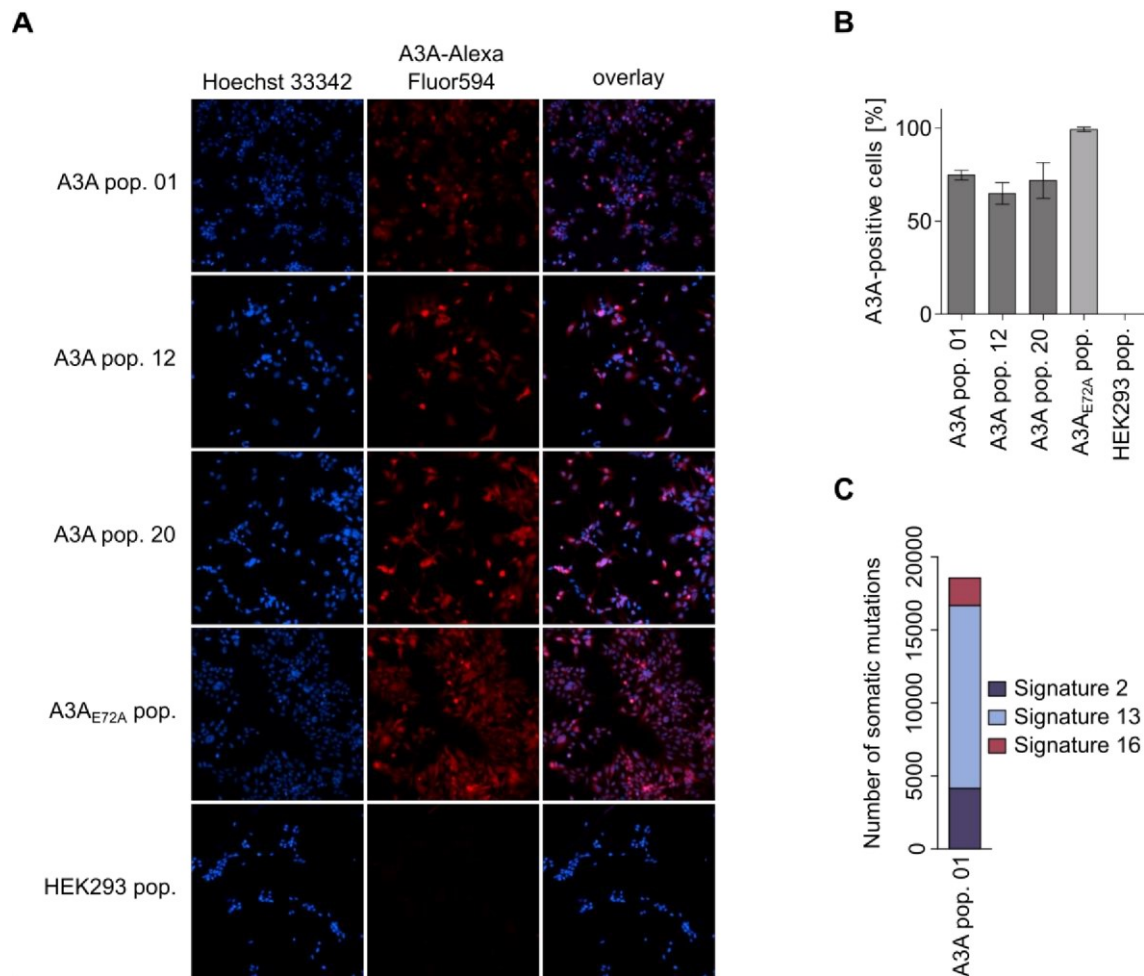 A
Hoechst 33342
A3A-Alexa
Fluor594
overlay
A3A pop. 01
A3A pop. 12
A3A pop. 20
A3A_E72A pop.
HEK293 pop.
B
A3A-positive cells [%]
100
50
0
A3A pop. 01
A3A pop. 12
A3A pop. 20
A3A_E72A pop.
HEK293 pop.
C
Number of somatic mutations
20000
15000
10000
5000
0
A3A pop. 01
Signature 2
Signature 13
Signature 16